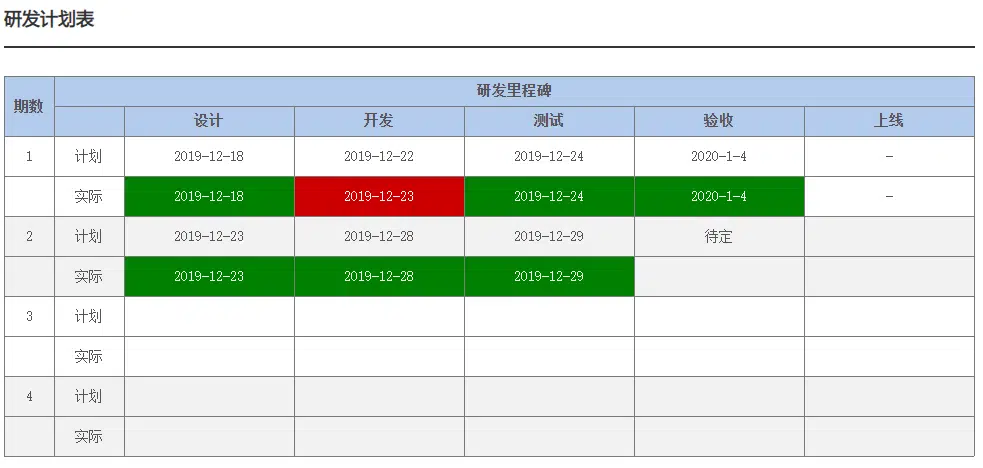 研发计划表
期数 研发里程碑
设计 开发 测试 验收 上线
1 计划 2019-12-18 2019-12-22 2019-12-24 2020-1-4 -
实际 2019-12-18 2019-12-23 2019-12-24 2020-1-4 -
2 计划 2019-12-23 2019-12-28 2019-12-29 待定
实际 2019-12-23 2019-12-28 2019-12-29
3 计划
实际
4 计划
实际